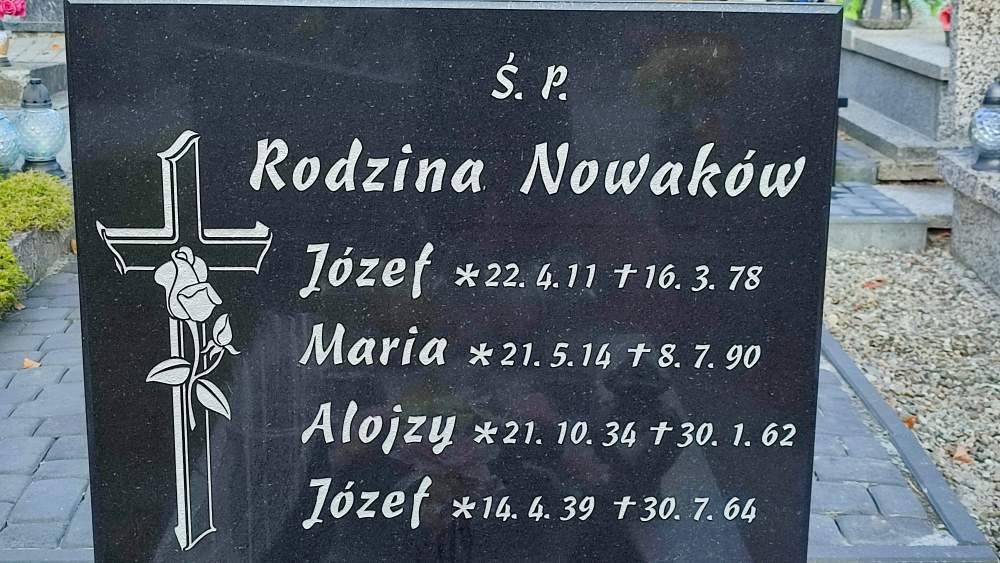 Ś. P.
Rodzina Nowaków
Józef *22. 4. 11 †16. 3. 78
Maria *21. 5. 14 †8. 7. 90
Alojzy *21. 10. 34 †30. 1. 62
Józef *14. 4. 39 †30. 7. 64